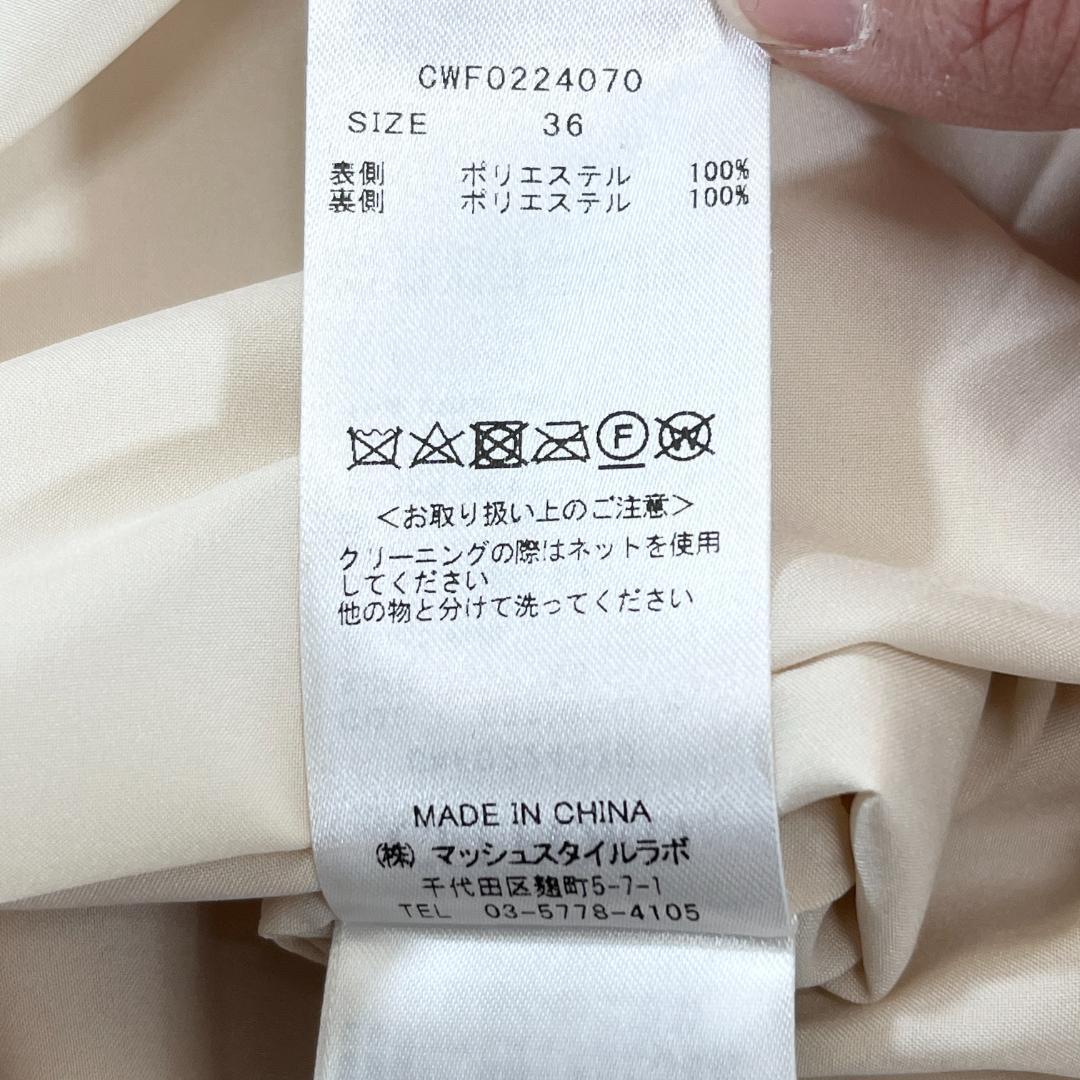 CWF0224070
SIZE 36
表側 ポリエステル 100%
裏側 ポリエステル 100%
F W
<お取り扱い上のご注意>
クリーニングの際はネットを使用
してください
他の物と分けて洗ってください
MADE IN CHINA
(株)マッシュスタイルラボ
千代田区麹町5-7-1
TEL 03-5778-4105